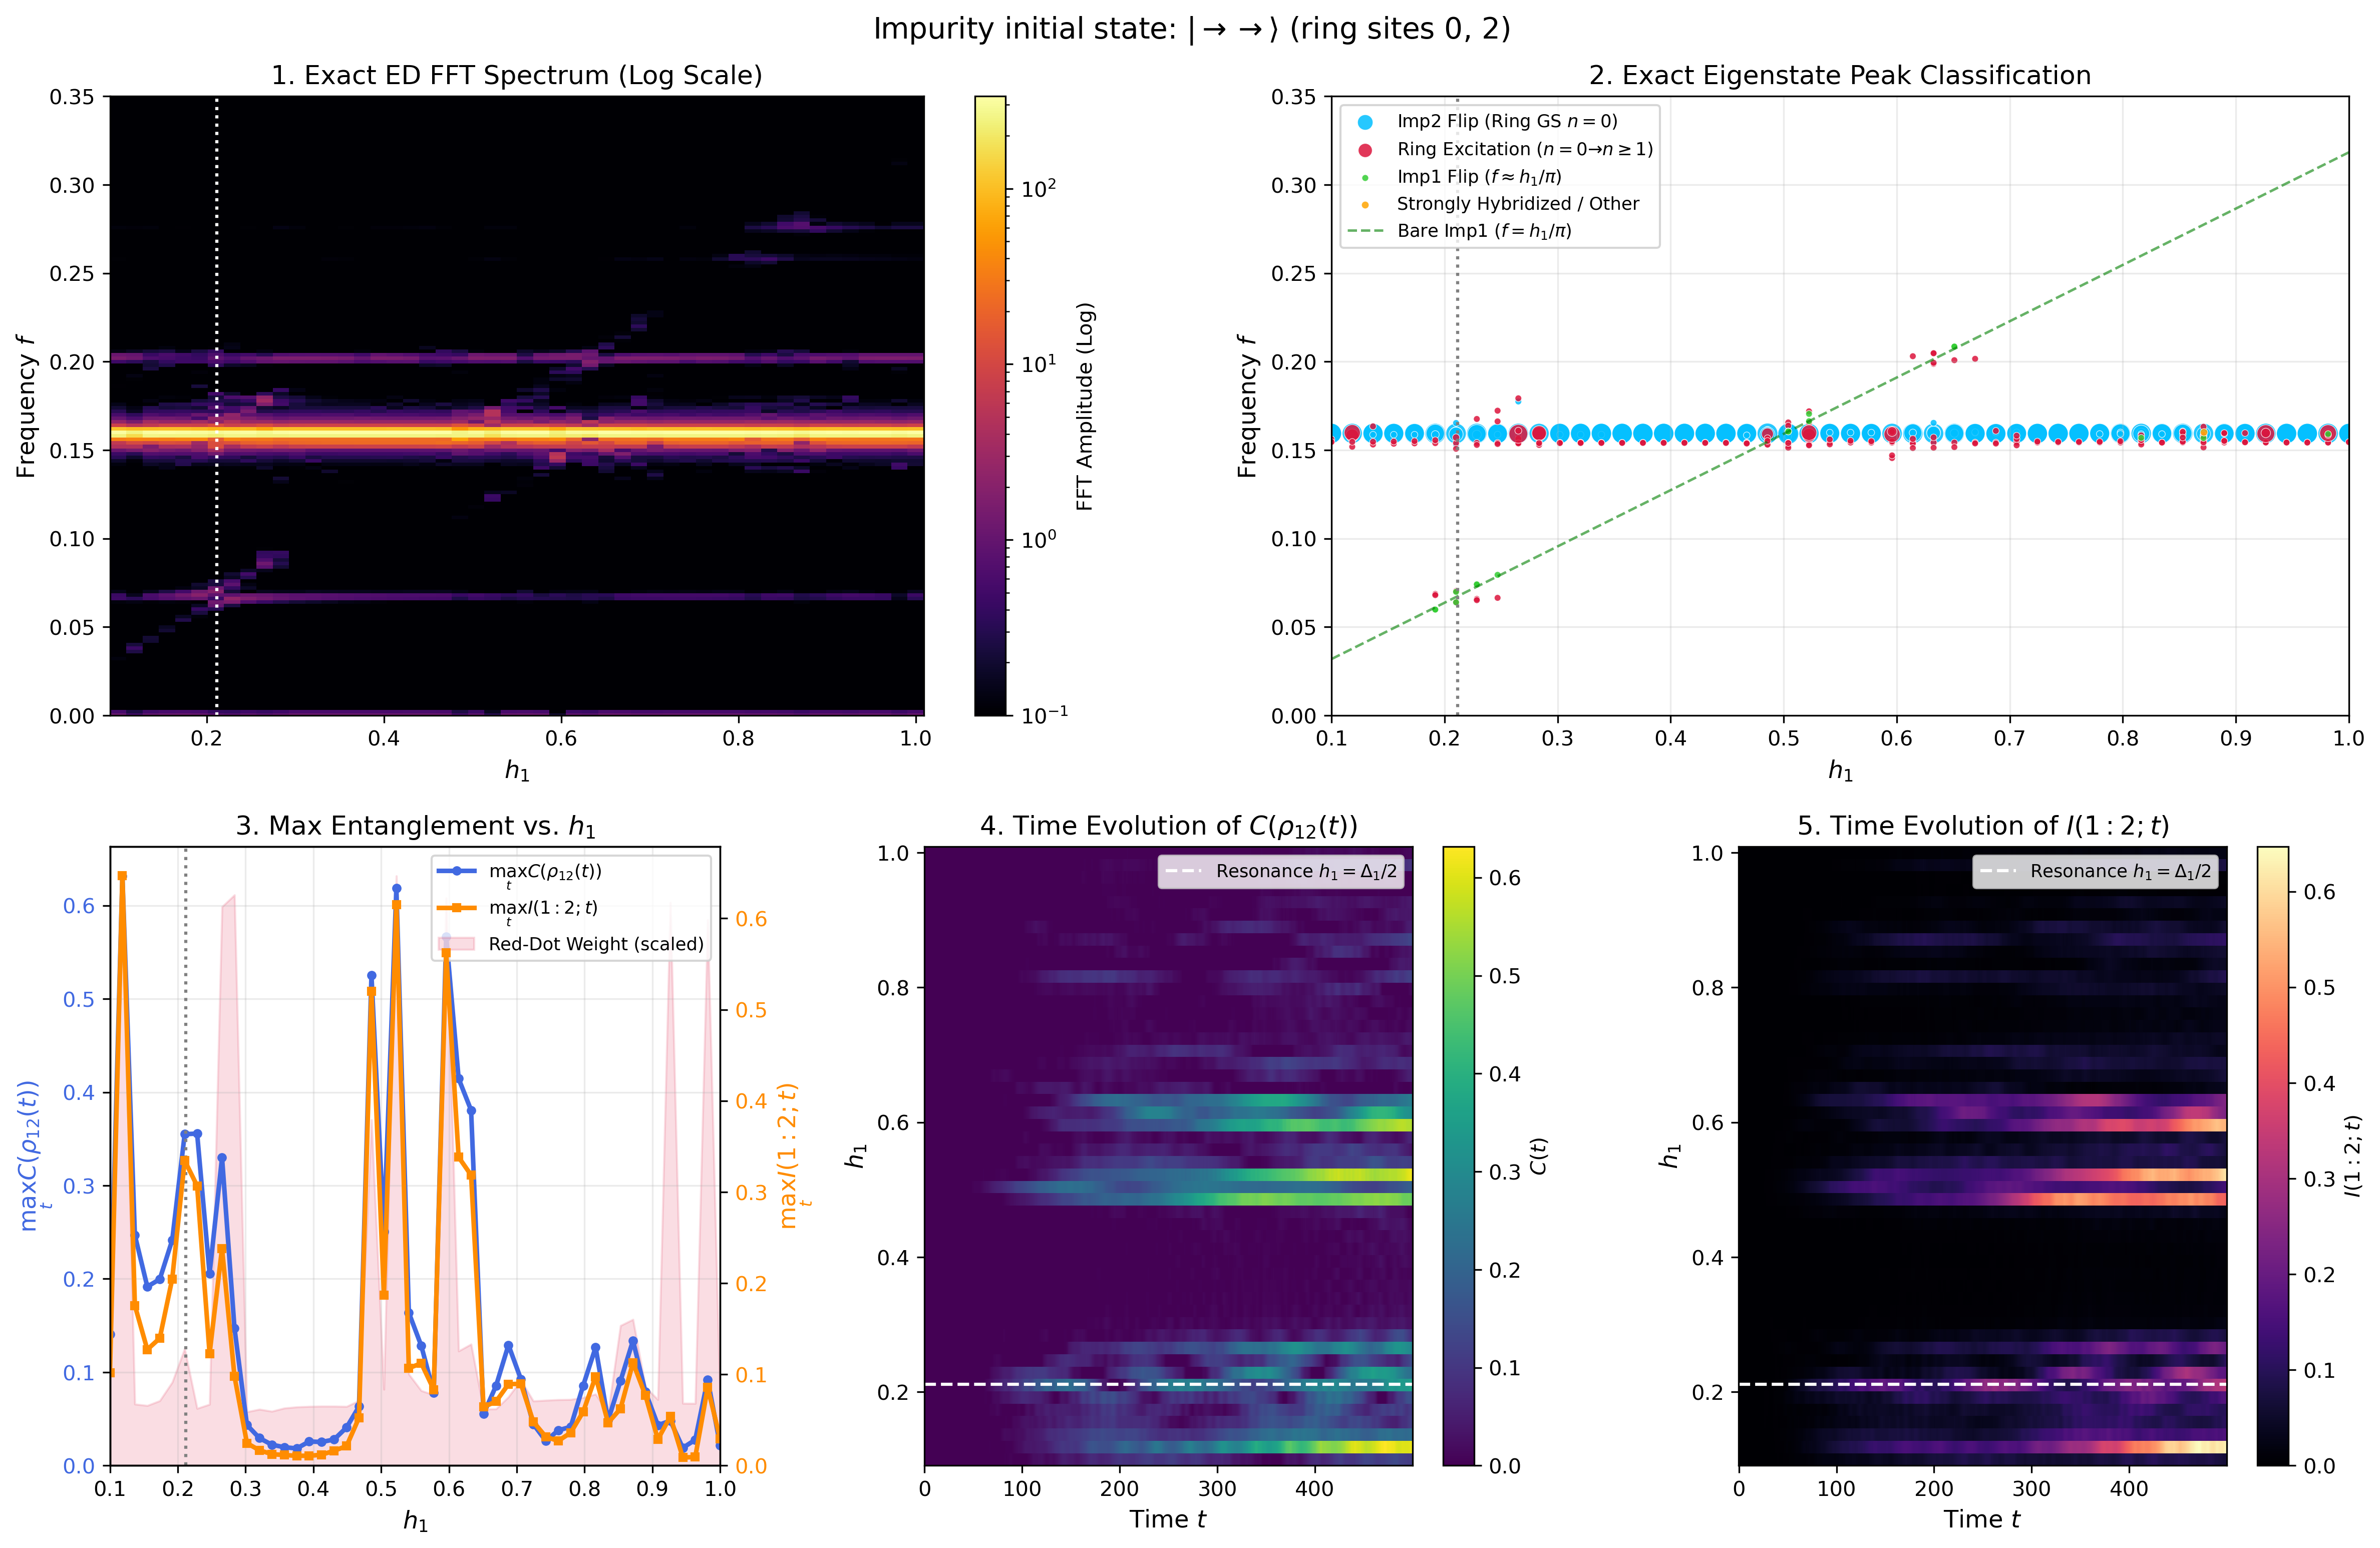 Impurity initial state: |→→⟩ (ring sites 0, 2)
1. Exact ED FFT Spectrum (Log Scale)
Frequency f
0.35
0.30
0.25
0.20
0.15
0.10
0.05
0.00
0.2 0.4 0.6 0.8 1.0
h₁
10²
10¹
10⁰
10⁻¹
FFT Amplitude (Log)
2. Exact Eigenstate Peak Classification
Imp2 Flip (Ring GS n = 0)
Ring Excitation (n = 0→n ≥ 1)
Imp1 Flip (f ≈ h₁/π)
Strongly Hybridized / Other
Bare Imp1 (f = h₁/π)
Frequency f
0.35
0.30
0.25
0.20
0.15
0.10
0.05
0.00
0.1 0.2 0.3 0.4 0.5 0.6 0.7 0.8 0.9 1.0
h₁
3. Max Entanglement vs. h₁
max C(ρ₁₂(t))
t
max I(1 : 2; t)
t
Red-Dot Weight (scaled)
max C(ρ₁₂(t))
t
0.6
0.5
0.4
0.3
0.2
0.1
0.0
0.1 0.2 0.3 0.4 0.5 0.6 0.7 0.8 0.9 1.0
h₁
0.6
0.5
0.4
0.3
0.2
0.1
0.0
max I(1 : 2; t)
t
4. Time Evolution of C(ρ₁₂(t))
Resonance h₁ = Δ₁/2
h₁
1.0
0.8
0.6
0.4
0.2
0 100 200 300 400
Time t
0.6
0.5
0.4
0.3
0.2
0.1
0.0
C(t)
5. Time Evolution of I(1 : 2; t)
Resonance h₁ = Δ₁/2
h₁
1.0
0.8
0.6
0.4
0.2
0 100 200 300 400
Time t
0.6
0.5
0.4
0.3
0.2
0.1
0.0
I(1 : 2; t)